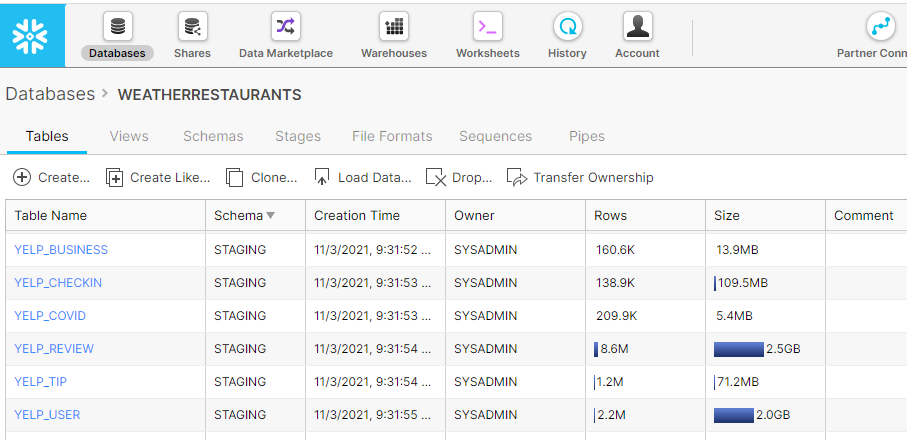 Databases Shares Data Marketplace Warehouses Worksheets History Account Partner Conn
Databases > WEATHERRESTAURANTS
Tables Views Schemas Stages File Formats Sequences Pipes
Create... Create Like... Clone... Load Data... Drop... Transfer Ownership
Table Name Schema Creation Time Owner Rows Size Comment
YELP_BUSINESS STAGING 11/3/2021, 9:31:52 ... SYSADMIN 160.6K 13.9MB
YELP_CHECKIN STAGING 11/3/2021, 9:31:53 ... SYSADMIN 138.9K 109.5MB
YELP_COVID STAGING 11/3/2021, 9:31:53 ... SYSADMIN 209.9K 5.4MB
YELP_REVIEW STAGING 11/3/2021, 9:31:54 ... SYSADMIN 8.6M 2.5GB
YELP_TIP STAGING 11/3/2021, 9:31:54 ... SYSADMIN 1.2M 71.2MB
YELP_USER STAGING 11/3/2021, 9:31:55 ... SYSADMIN 2.2M 2.0GB